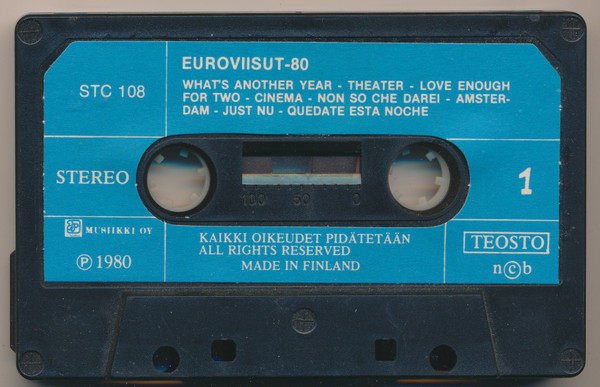 EUROVIISUT-80
STC 108
WHAT'S ANOTHER YEAR - THEATER - LOVE ENOUGH
FOR TWO - CINEMA - NON SO CHE DAREI - AMSTER-
DAM - JUST NU - QUEDATE ESTA NOCHE
STEREO
100 50 0
1
MUSIIKKI OY
Ⓟ 1980
KAIKKI OIKEUDET PIDÄTETÄÄN
ALL RIGHTS RESERVED
MADE IN FINLAND
TEOSTO
n©b